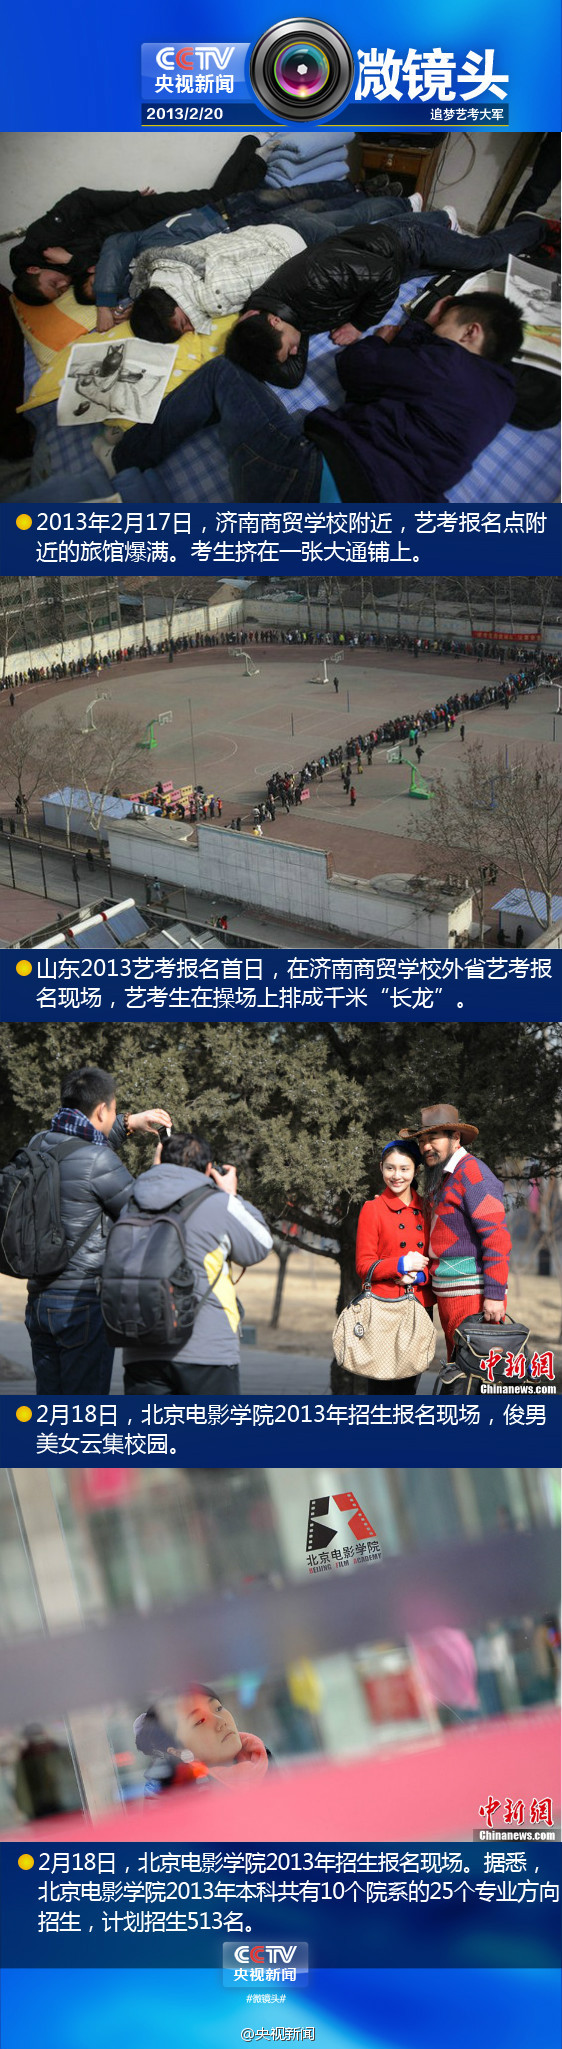 CCTV
央视新闻
微镜头
2013/2/20
追梦艺考大军
2013年2月17日，济南商贸学校附近，艺考报名点附
近的旅馆爆满。考生挤在一张大通铺上。
山东2013艺考报名首日，在济南商贸学校外省艺考报
名现场，艺考生在操场上排成千米“长龙”。
中新网
Chinanews.com
2月18日，北京电影学院2013年招生报名现场，俊男
美女云集校园。
北京电影学院
BEIJING FILM ACADEMY
中新网
Chinanews.com
2月18日，北京电影学院2013年招生报名现场。据悉，
北京电影学院2013年本科共有10个院系的25个专业方向
招生，计划招生513名。
CCTV
央视新闻
#微镜头#
@央视新闻